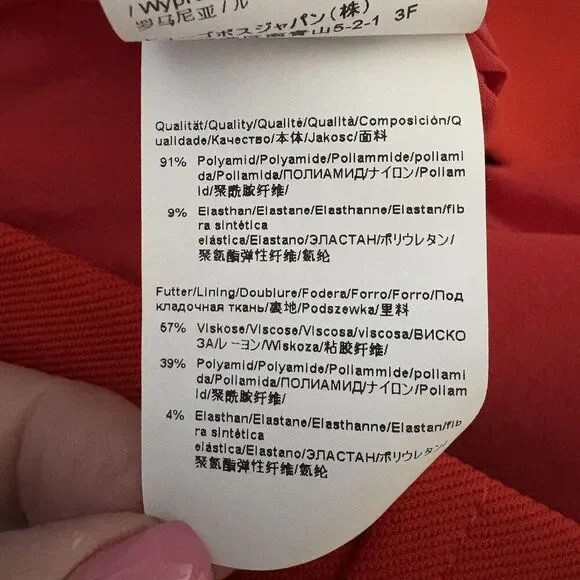 /Wypr
罗马尼亚/ル
ーゴボスジャパン(株)
青山5-2-1 3F
Qualität/Quality/Qualité/Qualità/Composición/Q
ualidade/Качество/本体/Jakosc/面料
91% Polyamid/Polyamide/Poliammide/poliami
da/Poliamida/ПОЛИАМИД/ナイロン/Poliam
id/聚酰胺纤维/
9% Elasthan/Elastane/Elasthanne/Elastan/fib
ra sintética
elástica/Elastano/ЭЛАСТАН/ポリウレタン/
聚氨酯弹性纤维/氨纶
Futter/Lining/Doublure/Fodera/Forro/Forro/Под
кладочная ткань/裏地/Podszewka/里料
57% Viskose/Viscose/Viscosa/viscosa/ВИСКО
ЗА/レーヨン/Wiskoza/粘胶纤维/
39% Polyamid/Polyamide/Poliammide/poliami
da/Poliamida/ПОЛИАМИД/ナイロン/Poliam
id/聚酰胺纤维/
4% Elasthan/Elastane/Elasthanne/Elastan/fib
ra sintética
elástica/Elastano/ЭЛАСТАН/ポリウレタン/
聚氨酯弹性纤维/氨纶